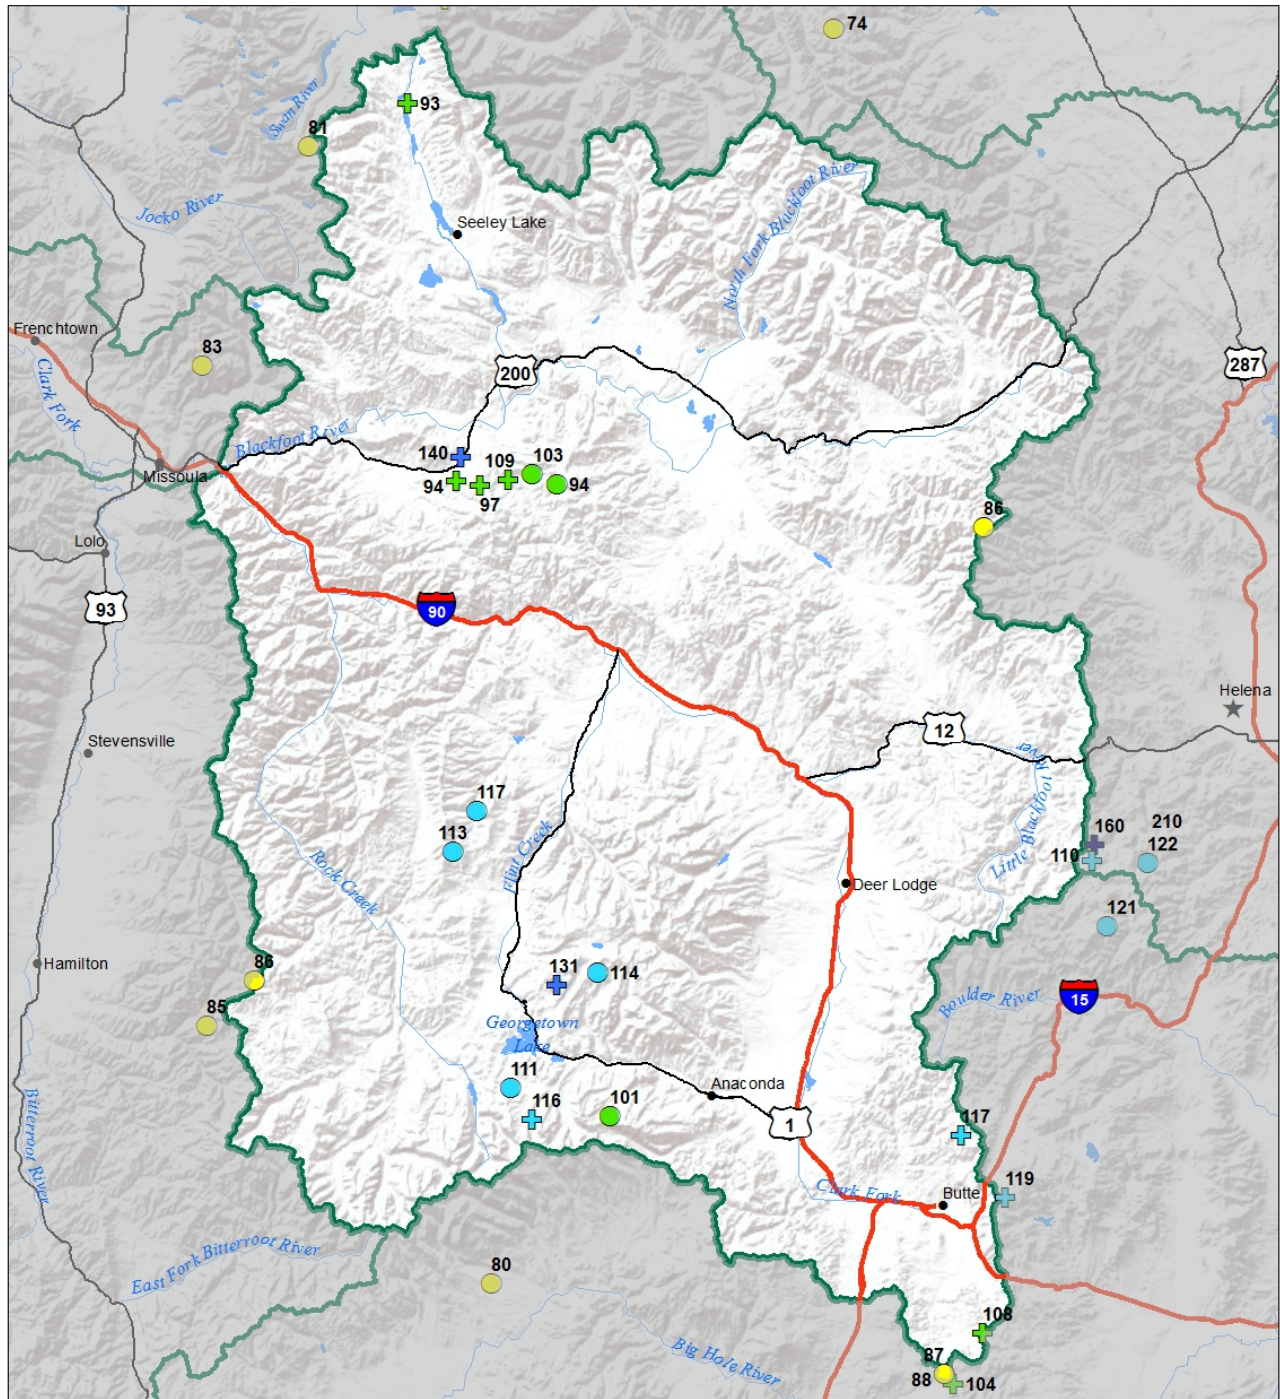 74
93
81
Swan River
Seeley Lake
Jocko River
North Fork Blackfoot River
Frenchtown
83
200
287
Clark Fork
Blackfoot River
140
109
103
94
97
94
Missoula
86
Lolo
93
90
Helena
12
Stevensville
Little Blackfoot River
117
113
160
210
110
122
Flint Creek
Rock Creek
Deer Lodge
121
86
Hamilton
131
114
85
Boulder River
15
Georgetown
Lake
111
116
101
Anaconda
1
117
Bitterroot River
119
Clark Fork
Butte
East Fork Bitterroot River
80
108
Big Hole River
87
88
104